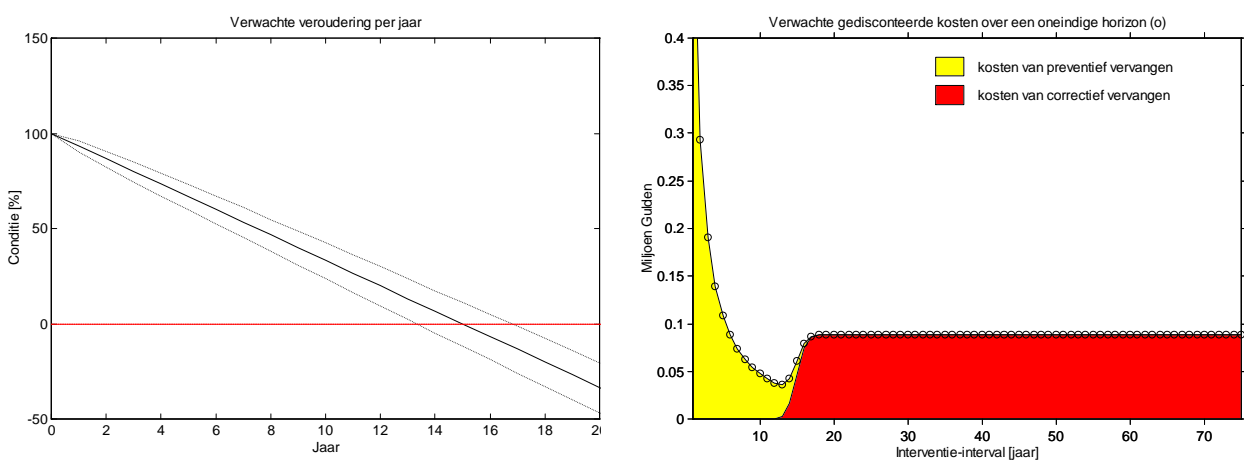 Verwachte veroudering per jaar
150
100
50
0
-50
Conditie [%]
0 2 4 6 8 10 12 14 16 18 20
Jaar
Verwachte gedisconteerde kosten over een oneindige horizon (o)
0.4
0.35
0.3
0.25
0.2
0.15
0.1
0.05
0
Miljoen Gulden
kosten van preventief vervangen
kosten van correctief vervangen
10 20 30 40 50 60 70
Interventie-interval [jaar]